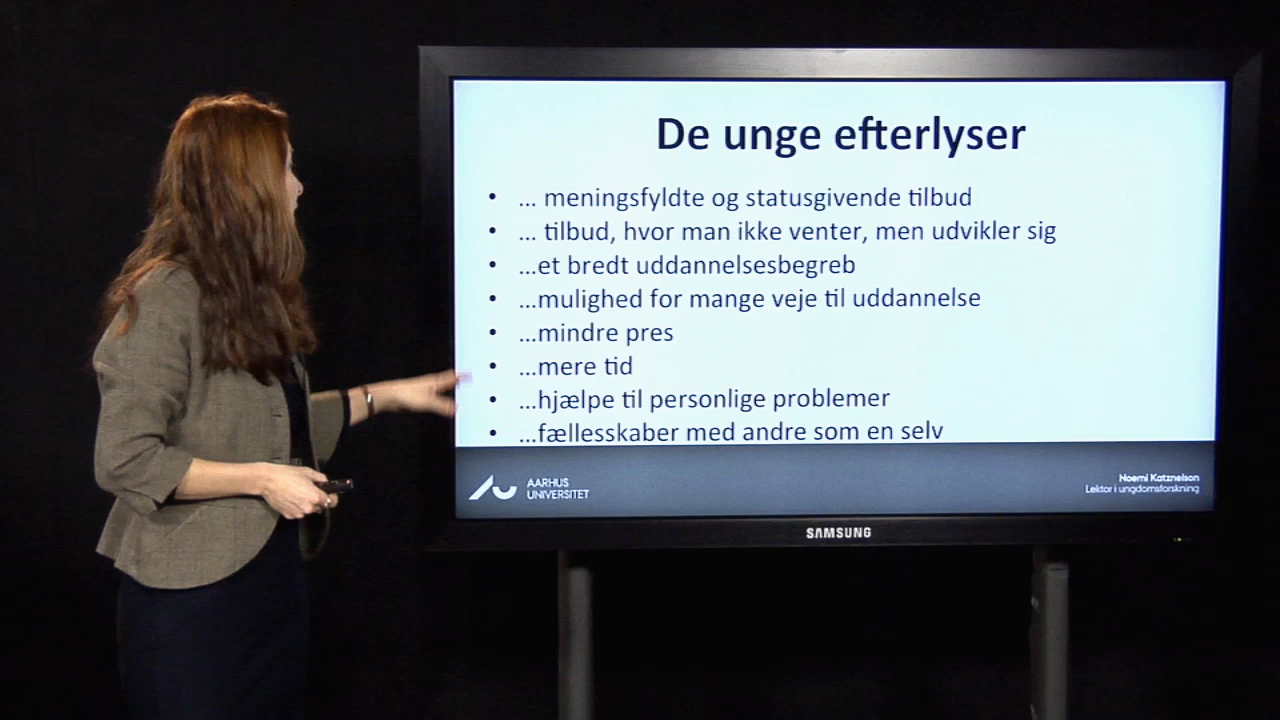 De unge efterlyser
• ... meningsfyldte og statusgivende tilbud
• ... tilbud, hvor man ikke venter, men udvikler sig
• ...et bredt uddannelsesbegreb
• ...mulighed for mange veje til uddannelse
• ...mindre pres
• ...mere tid
• ...hjælpe til personlige problemer
• ...fællesskaber med andre som en selv
AARHUS
UNIVERSITET
Noemi Katznelson
Lektor i ungdomsforskning
SAMSUNG